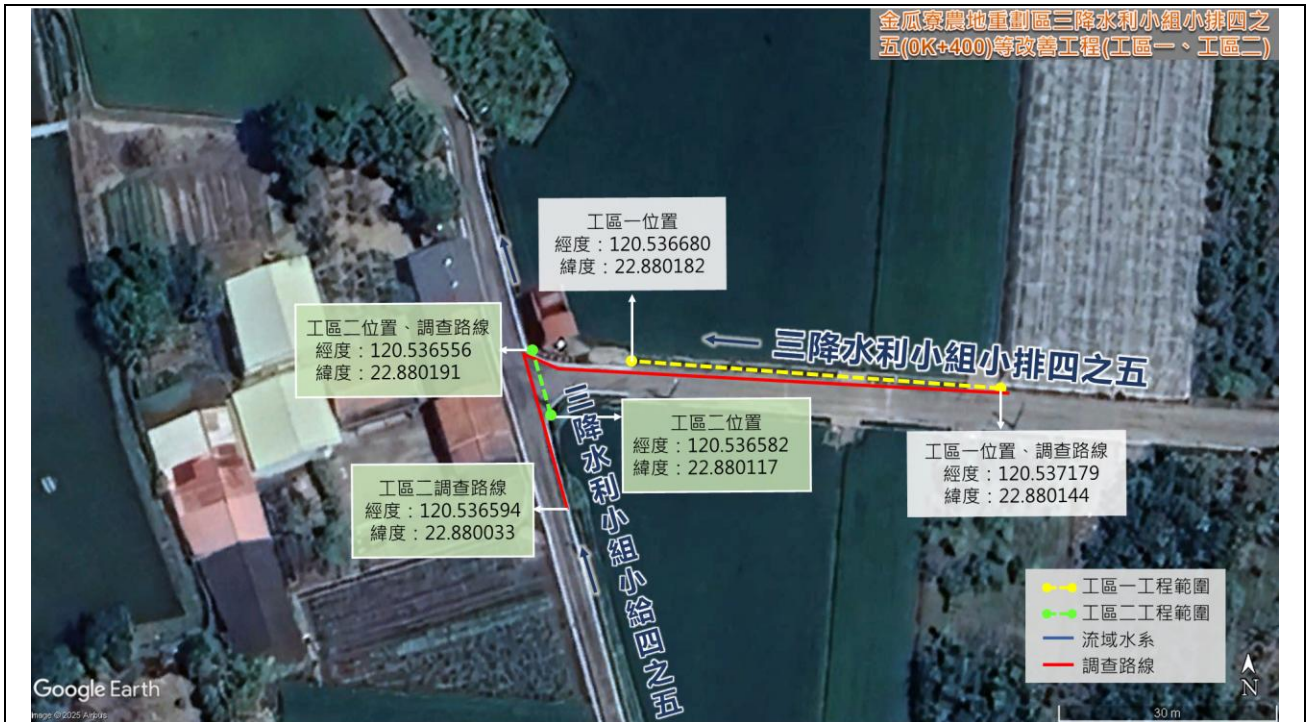 金瓜寮農地重劃區三降水利小組小排四之
五(0K+400)等改善工程(工區一、工區二)
工區一位置
經度：120.536680
緯度：22.880182
工區二位置、調查路線
經度：120.536556
緯度：22.880191
三降水利小組小排四之五
工區二位置
經度：120.536582
緯度：22.880117
工區一位置、調查路線
經度：120.537179
緯度：22.880144
工區二調查路線
經度：120.536594
緯度：22.880033
三降水利小組小給四之五
工區一工程範圍
工區二工程範圍
流域水系
調查路線
N
Google Earth
Image © 2025 Airbus
30 m